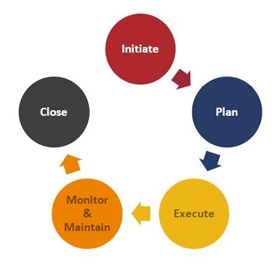 Initiate
Plan
Execute
Monitor
&
Maintain
Close